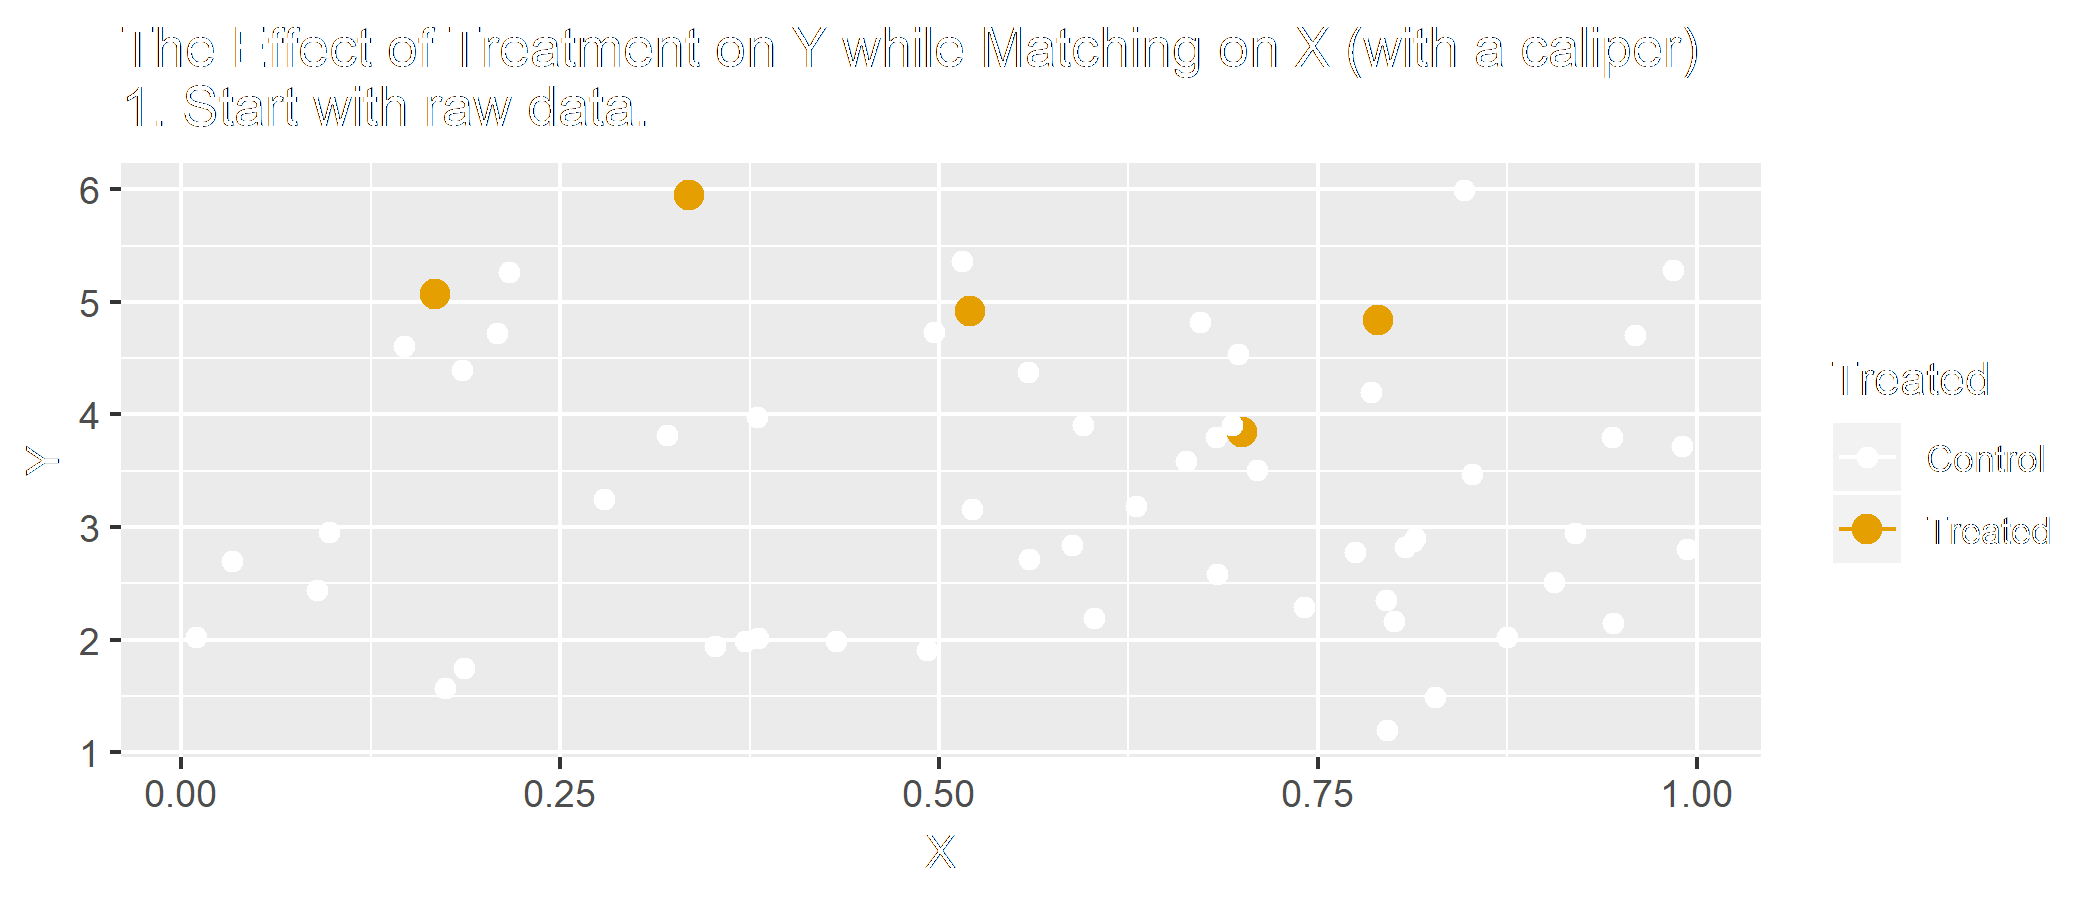 The Effect of Treatment on Y while Matching on X (with a caliper)
1. Start with raw data.
6
5
4
3
2
1
Y
0.00 0.25 0.50 0.75 1.00
X
Treated
Control
Treated